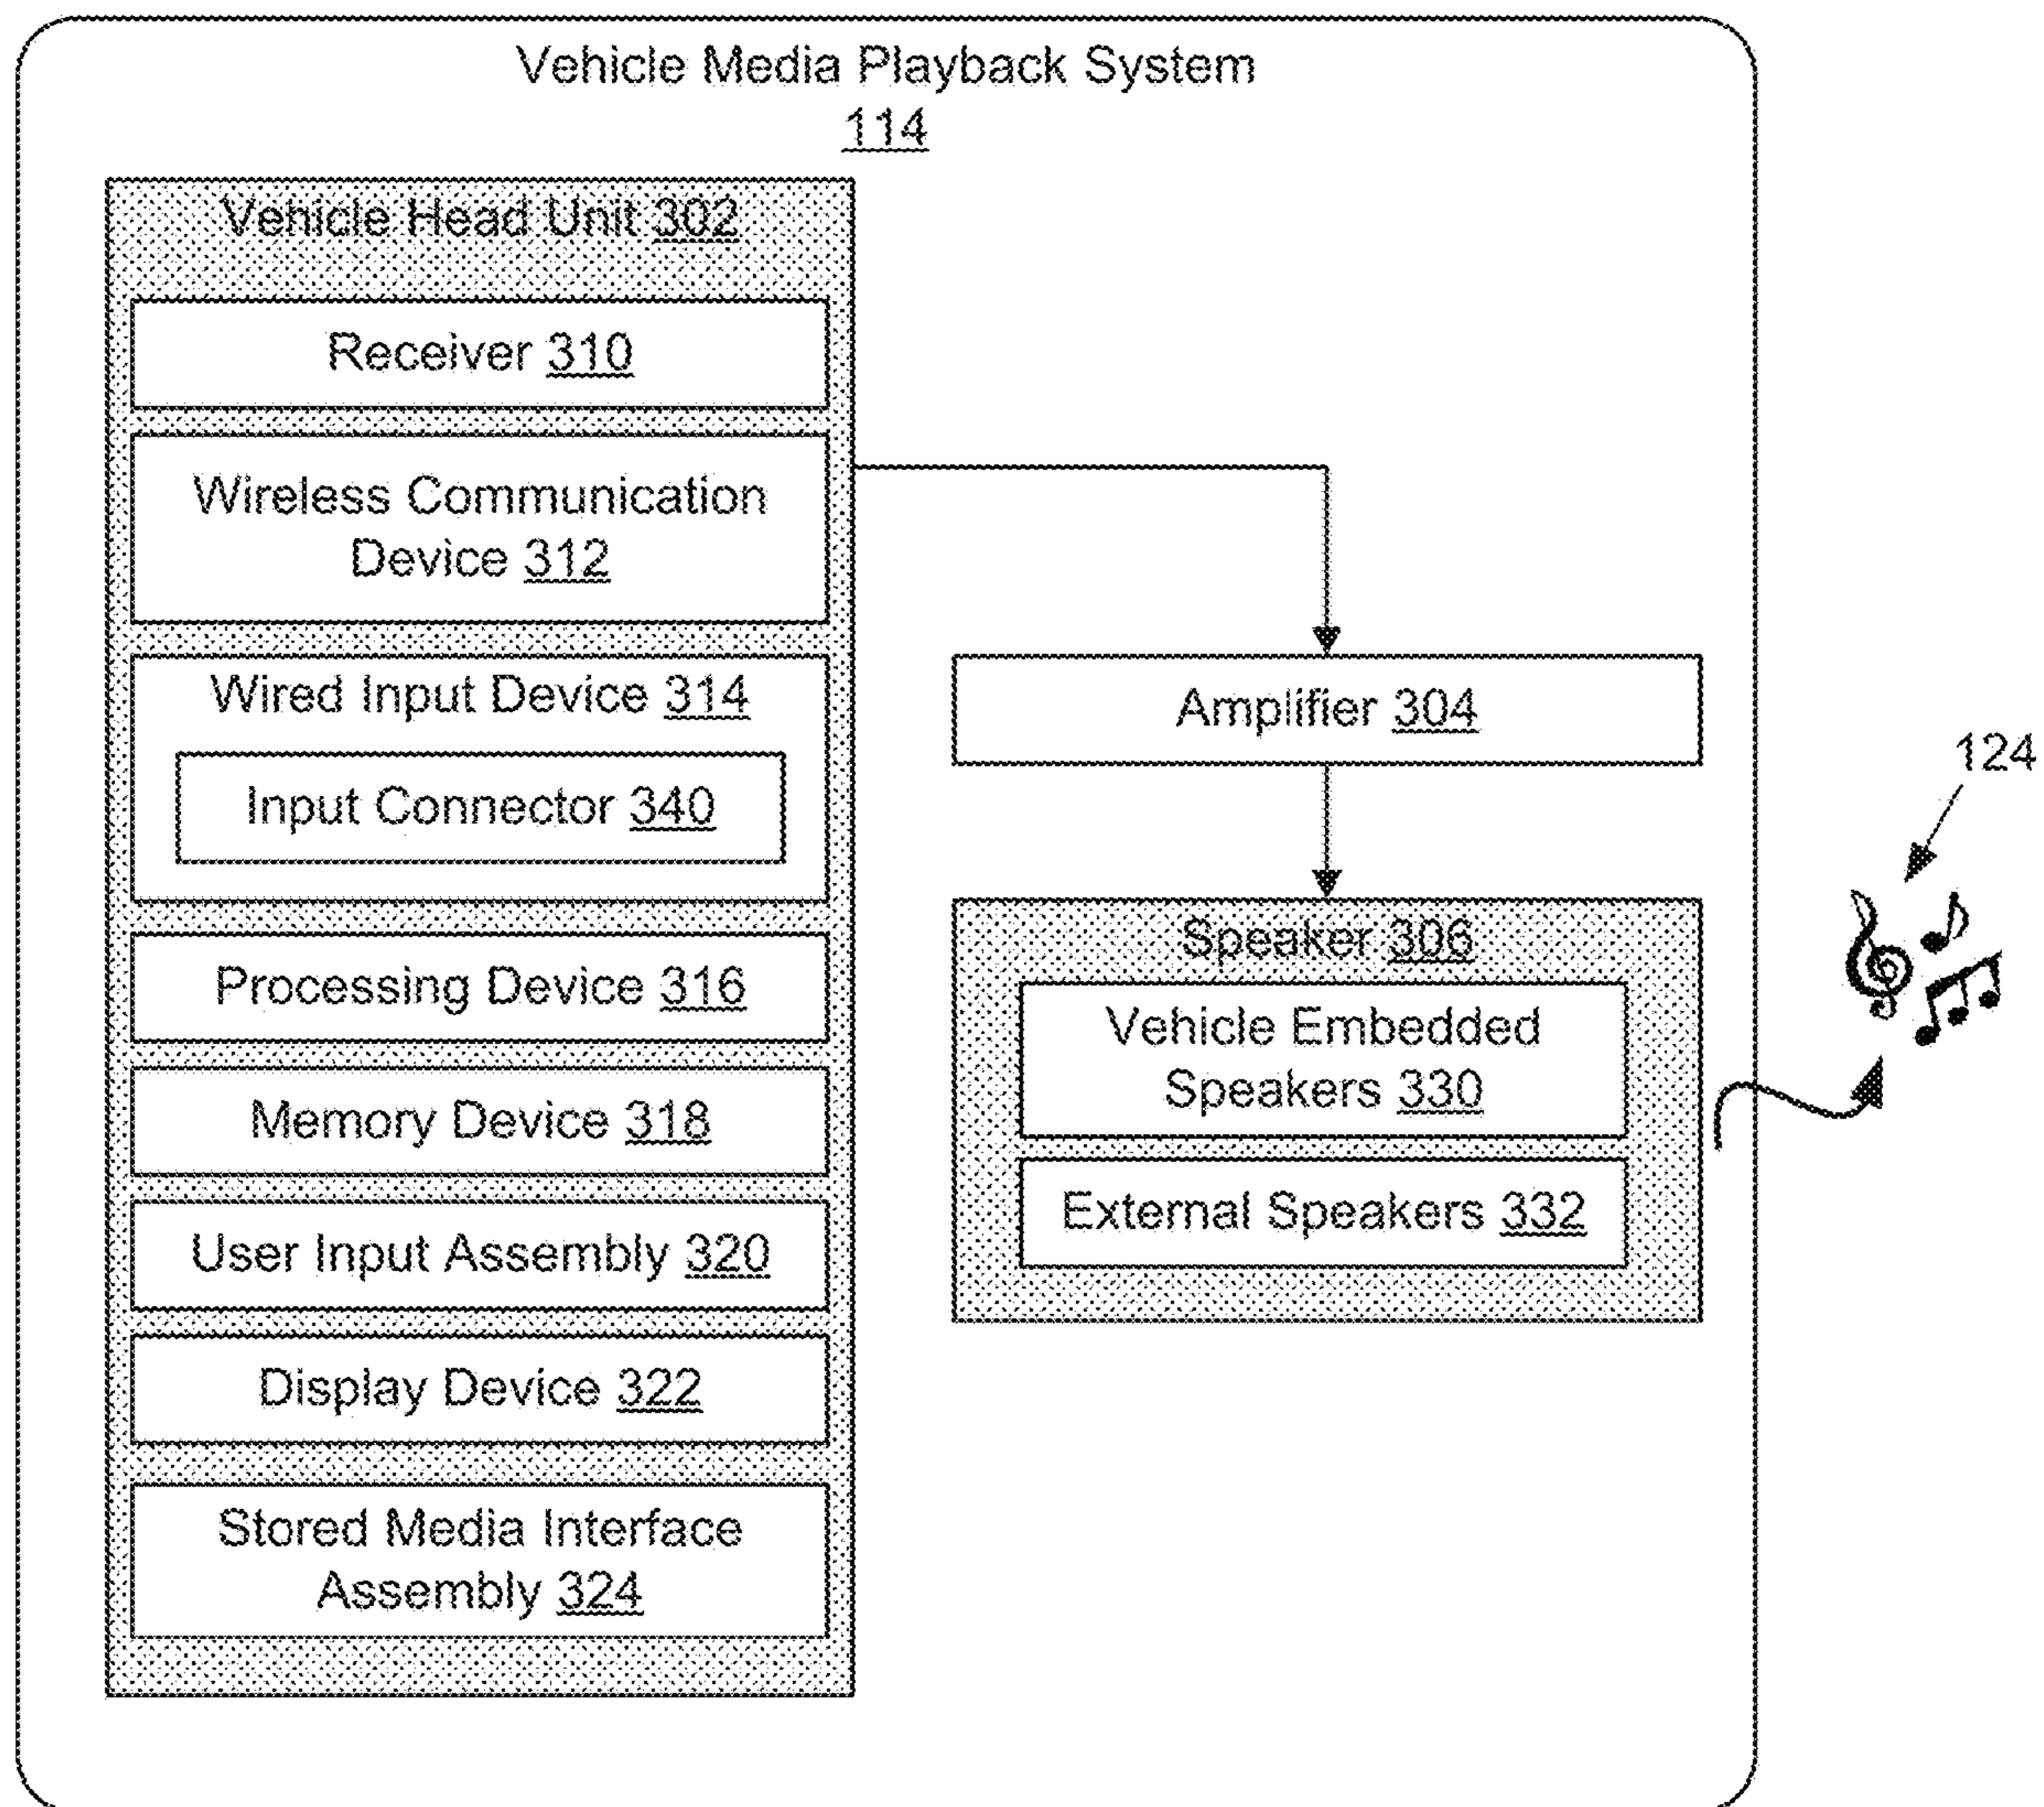 Vehicle Media Playback System
114
Vehicle Head Unit 302
Receiver 310
Wireless Communication
Device 312
Wired Input Device 314
Input Connector 340
Processing Device 316
Memory Device 318
User Input Assembly 320
Display Device 322
Stored Media Interface
Assembly 324
Amplifier 304
Speaker 306
Vehicle Embedded
Speakers 330
External Speakers 332
124